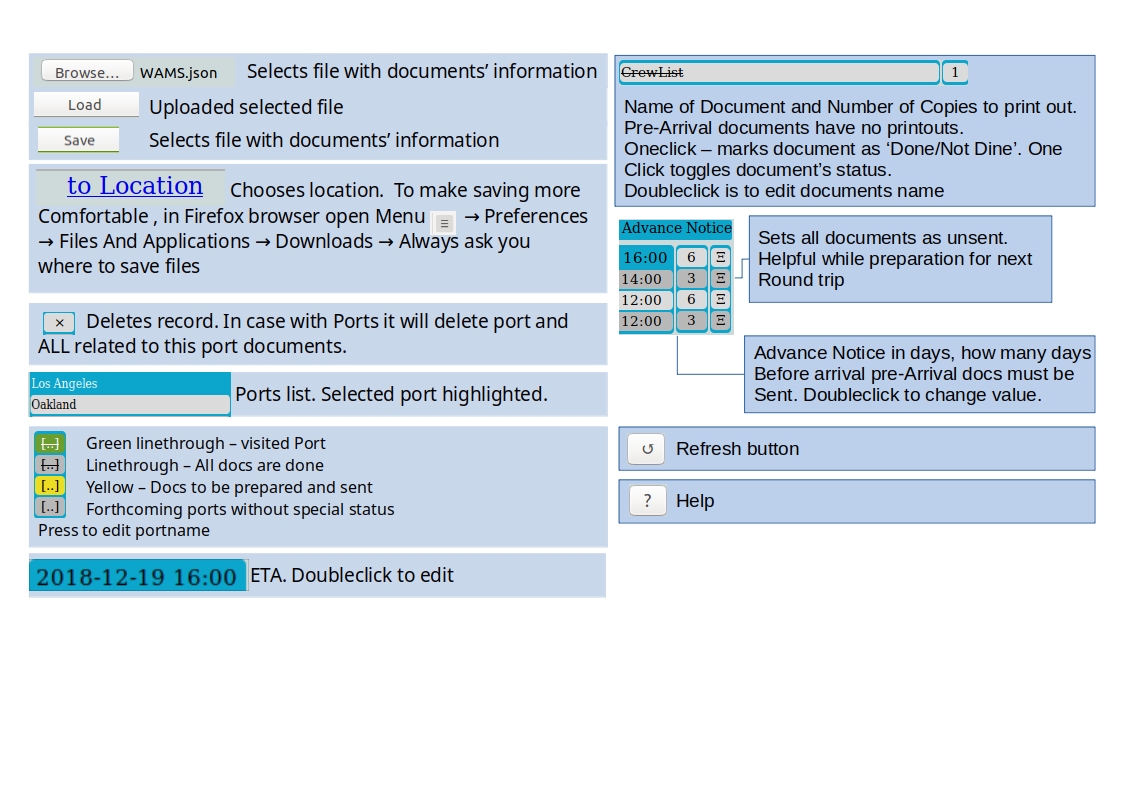 Browse... WAMS.json Selects file with documents’ information
Load Uploaded selected file
Save Selects file with documents’ information
to Location Chooses location. To make saving more
Comfortable , in Firefox browser open Menu ☰ → Preferences
→ Files And Applications → Downloads → Always ask you
where to save files
× Deletes record. In case with Ports it will delete port and
ALL related to this port documents.
Los Angeles
Oakland
Ports list. Selected port highlighted.
[..] Green linethrough – visited Port
[..] Linethrough – All docs are done
[..] Yellow – Docs to be prepared and sent
[..] Forthcoming ports without special status
Press to edit portname
2018-12-19 16:00 ETA. Doubleclick to edit
CrewList 1
Name of Document and Number of Copies to print out.
Pre-Arrival documents have no printouts.
Oneclick – marks document as ‘Done/Not Dine’. One
Click toggles document’s status.
Doubleclick is to edit documents name
Advance Notice
16:00 6 Ξ
14:00 3 Ξ
12:00 6 Ξ
12:00 3 Ξ
Sets all documents as unsent.
Helpful while preparation for next
Round trip
Advance Notice in days, how many days
Before arrival pre-Arrival docs must be
Sent. Doubleclick to change value.
↺ Refresh button
? Help